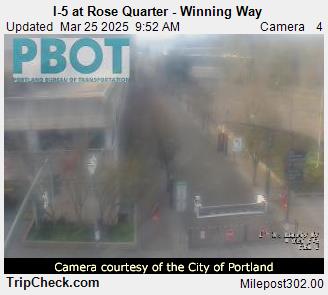 I-5 at Rose Quarter - Winning Way
Updated  Mar 25 2025  9:52 AM  Camera  4
PBOT
PORTLAND BUREAU OF TRANSPORTATION
Camera courtesy of the City of Portland
TripCheck.com  Milepost302.00